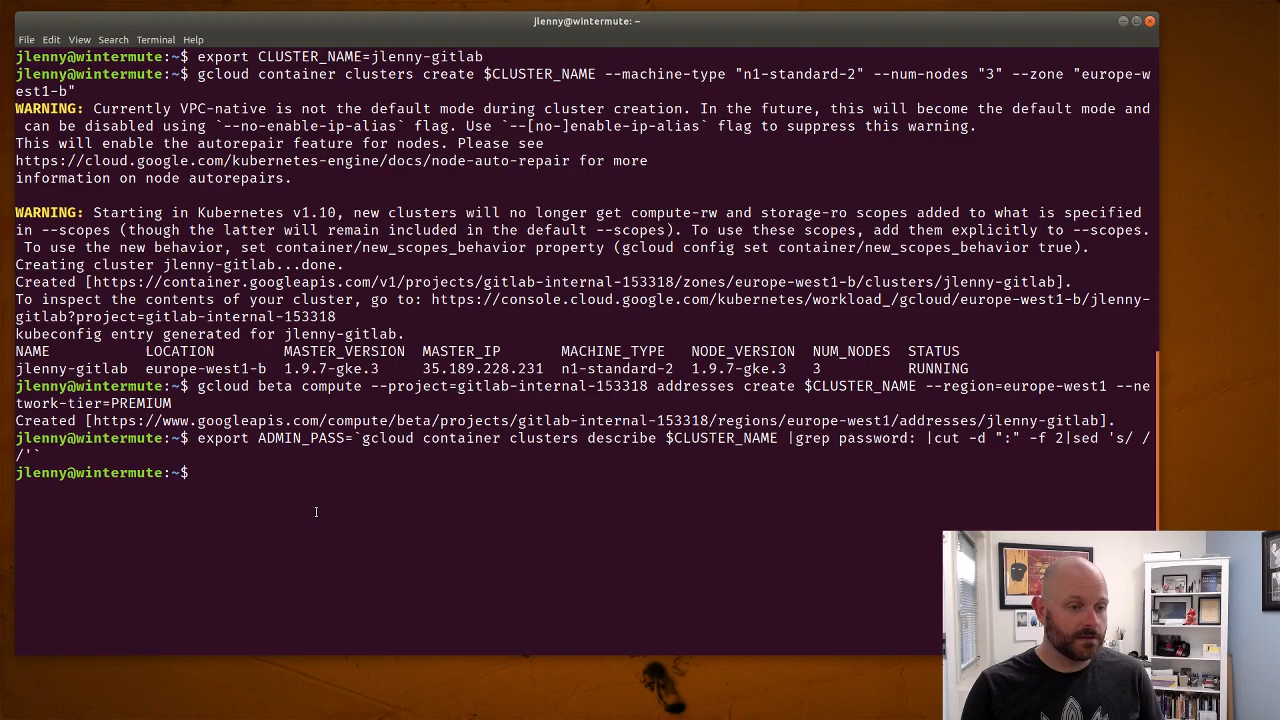 jlenny@wintermute: ~
File Edit View Search Terminal Help
jlenny@wintermute:~$ export CLUSTER_NAME=jlenny-gitlab
jlenny@wintermute:~$ gcloud container clusters create $CLUSTER_NAME --machine-type "n1-standard-2" --num-nodes "3" --zone "europe-w
est1-b"
WARNING: Currently VPC-native is not the default mode during cluster creation. In the future, this will become the default mode and
 can be disabled using `--no-enable-ip-alias` flag. Use `--[no-]enable-ip-alias` flag to suppress this warning.
This will enable the autorepair feature for nodes. Please see
https://cloud.google.com/kubernetes-engine/docs/node-auto-repair for more
information on node autorepairs.
WARNING: Starting in Kubernetes v1.10, new clusters will no longer get compute-rw and storage-ro scopes added to what is specified
in --scopes (though the latter will remain included in the default --scopes). To use these scopes, add them explicitly to --scopes.
 To use the new behavior, set container/new_scopes_behavior property (gcloud config set container/new_scopes_behavior true).
Creating cluster jlenny-gitlab...done.
Created [https://container.googleapis.com/v1/projects/gitlab-internal-153318/zones/europe-west1-b/clusters/jlenny-gitlab].
To inspect the contents of your cluster, go to: https://console.cloud.google.com/kubernetes/workload_/gcloud/europe-west1-b/jlenny-
gitlab?project=gitlab-internal-153318
kubeconfig entry generated for jlenny-gitlab.
NAME LOCATION MASTER_VERSION MASTER_IP MACHINE_TYPE NODE_VERSION NUM_NODES STATUS
jlenny-gitlab europe-west1-b 1.9.7-gke.3 35.189.228.231 n1-standard-2 1.9.7-gke.3 3 RUNNING
jlenny@wintermute:~$ gcloud beta compute --project=gitlab-internal-153318 addresses create $CLUSTER_NAME --region=europe-west1 --ne
twork-tier=PREMIUM
Created [https://www.googleapis.com/compute/beta/projects/gitlab-internal-153318/regions/europe-west1/addresses/jlenny-gitlab].
jlenny@wintermute:~$ export ADMIN_PASS=`gcloud container clusters describe $CLUSTER_NAME |grep password: |cut -d ":" -f 2|sed 's/ /
/'`
jlenny@wintermute:~$